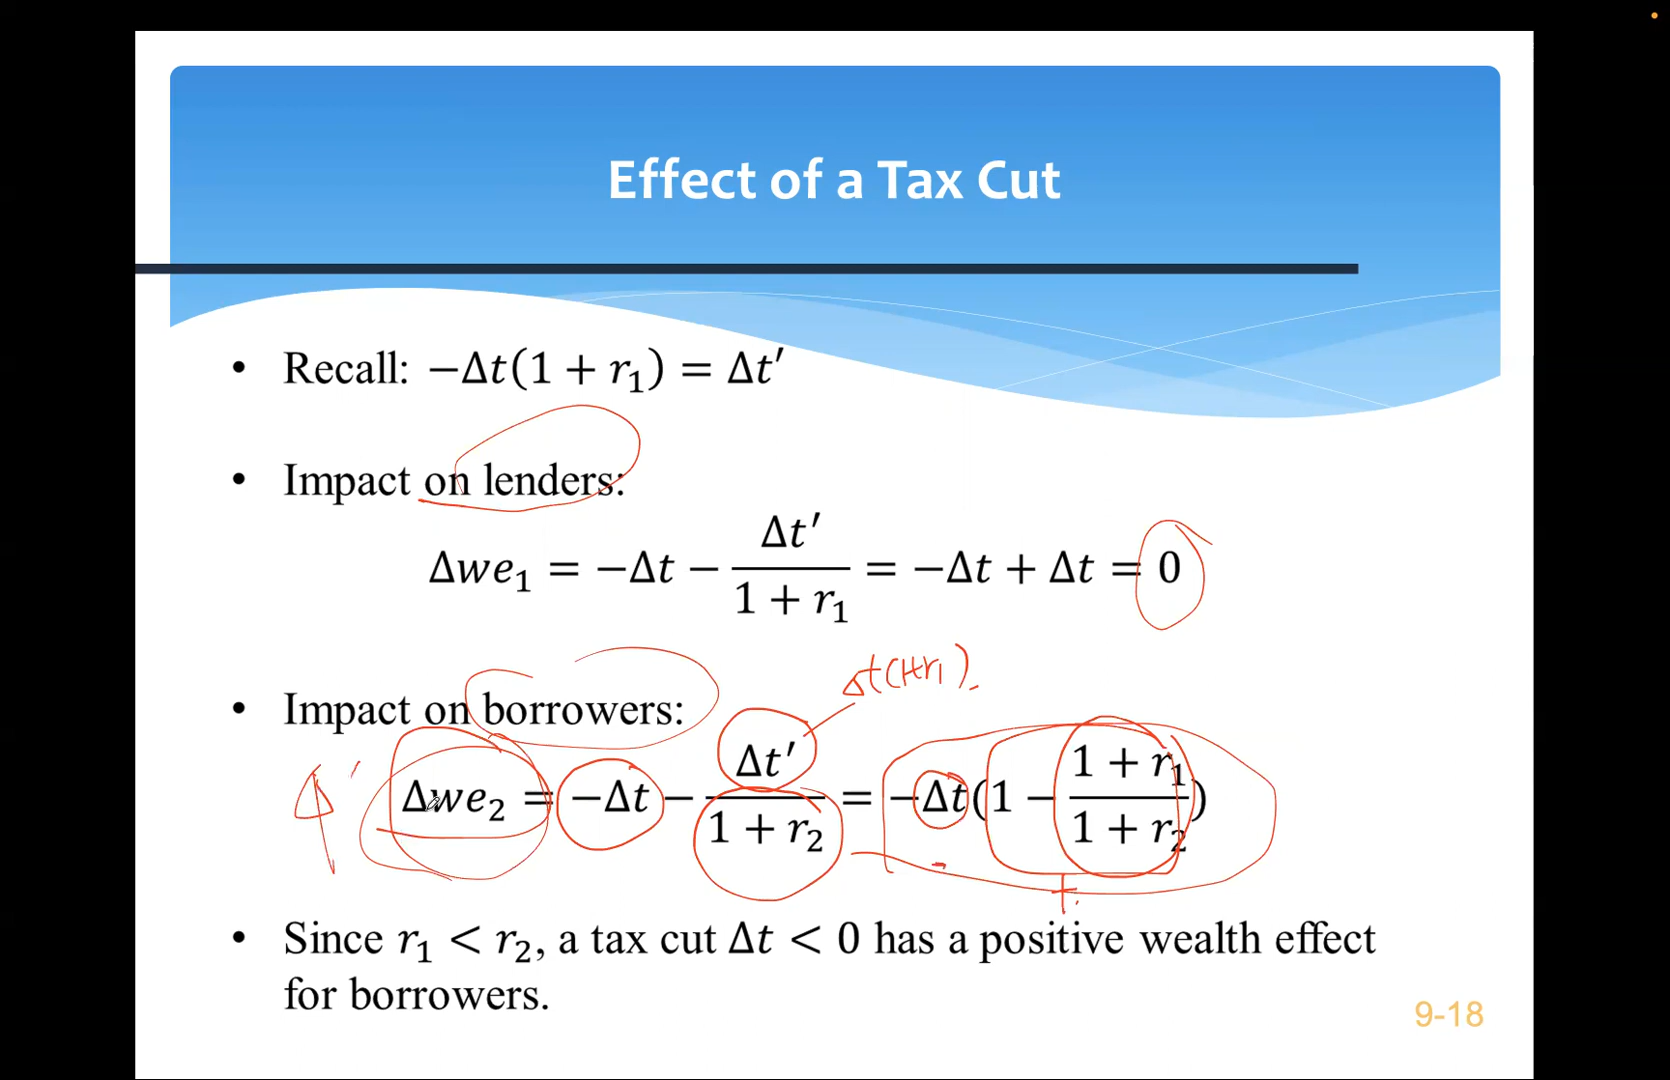 Effect of a Tax Cut
• Recall: −Δt(1 + r₁) = Δt′
• Impact on lenders:
Δwe₁ = −Δt − Δt′/(1 + r₁) = −Δt + Δt = 0
• Impact on borrowers:
Δt(1+r₁).
Δwe₂ = −Δt − Δt′/(1 + r₂) = −Δt(1 − (1 + r₁)/(1 + r₂))
- +
• Since r₁ < r₂, a tax cut Δt < 0 has a positive wealth effect
for borrowers.
9-18